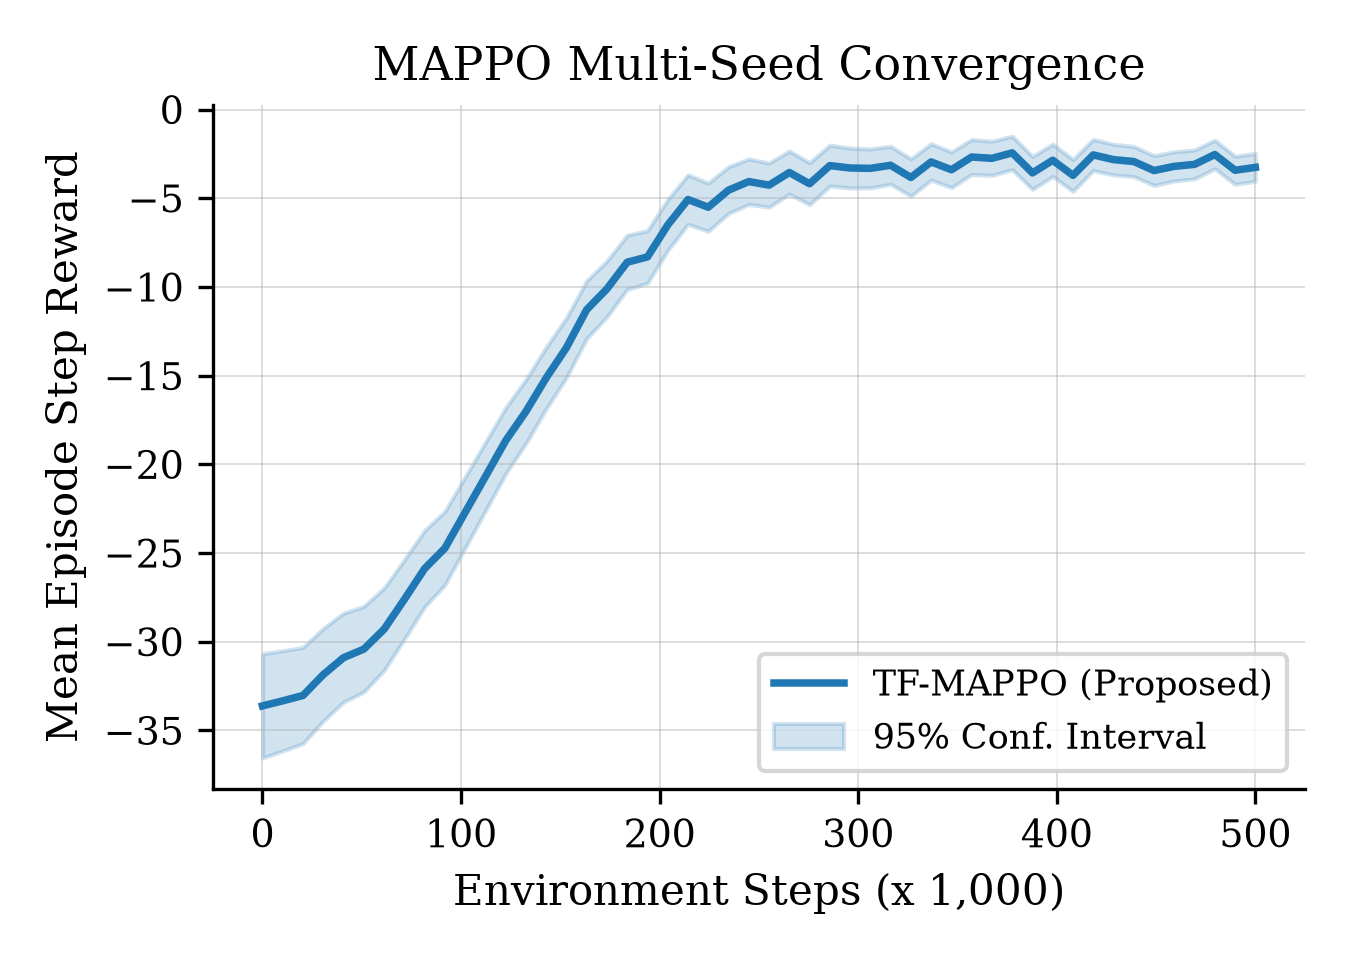 MAPPO Multi-Seed Convergence
Mean Episode Step Reward
0
−5
−10
−15
−20
−25
−30
−35
TF-MAPPO (Proposed)
95% Conf. Interval
0 100 200 300 400 500
Environment Steps (x 1,000)